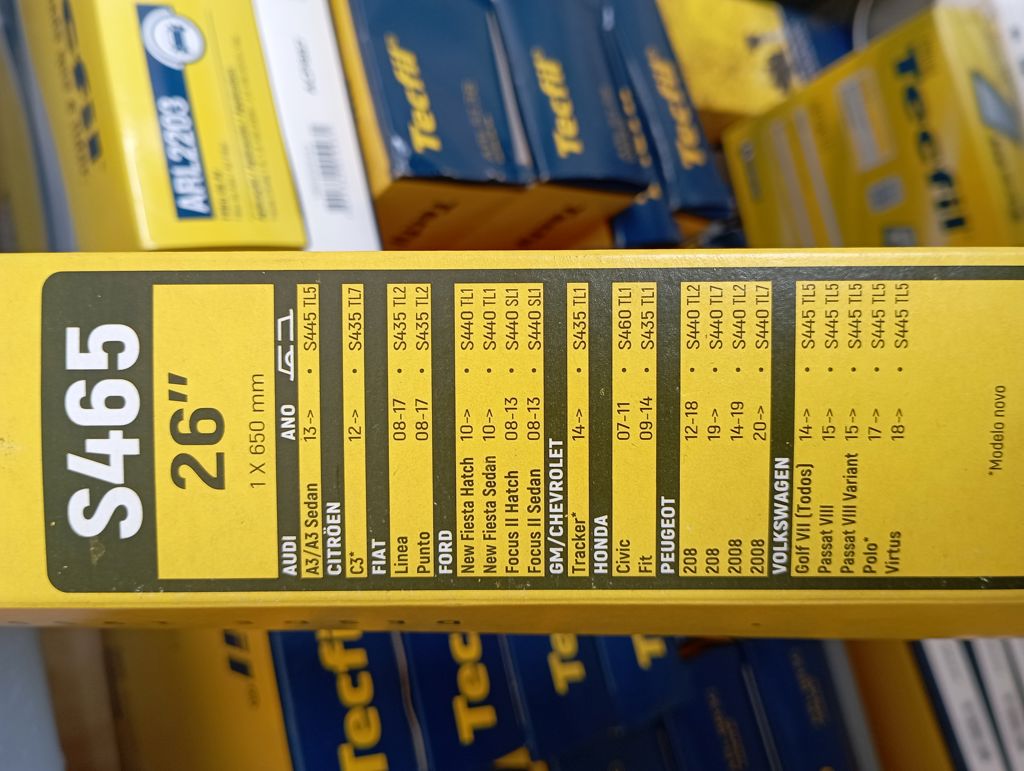 S465
26"
1 X 650 mm
AUDI ANO
A3/A3 Sedan 13-> • S445 TL5
CITRÖEN
C3* 12-> • S435 TL7
FIAT
Linea 08-17 • S435 TL2
Punto 08-17 • S435 TL2
FORD
New Fiesta Hatch 10-> • S440 TL1
New Fiesta Sedan 10-> • S440 TL1
Focus II Hatch 08-13 • S440 SL1
Focus II Sedan 08-13 • S440 SL1
GM/CHEVROLET
Tracker* 14-> • S435 TL1
HONDA
Civic 07-11 • S460 TL1
Fit 09-14 • S435 TL1
PEUGEOT
208 12-18 • S440 TL2
208 19-> • S440 TL7
2008 14-19 • S440 TL2
2008 20-> • S440 TL7
VOLKSWAGEN
Golf VII (Todos) 14-> • S445 TL5
Passat VIII 15-> • S445 TL5
Passat VIII Variant 15-> • S445 TL5
Polo* 17-> • S445 TL5
Virtus 18-> • S445 TL5
*Modelo novo
ARL2203
Tecfil
Tecfil
Tecfil
Tecfil
Tecfil
Tecfil